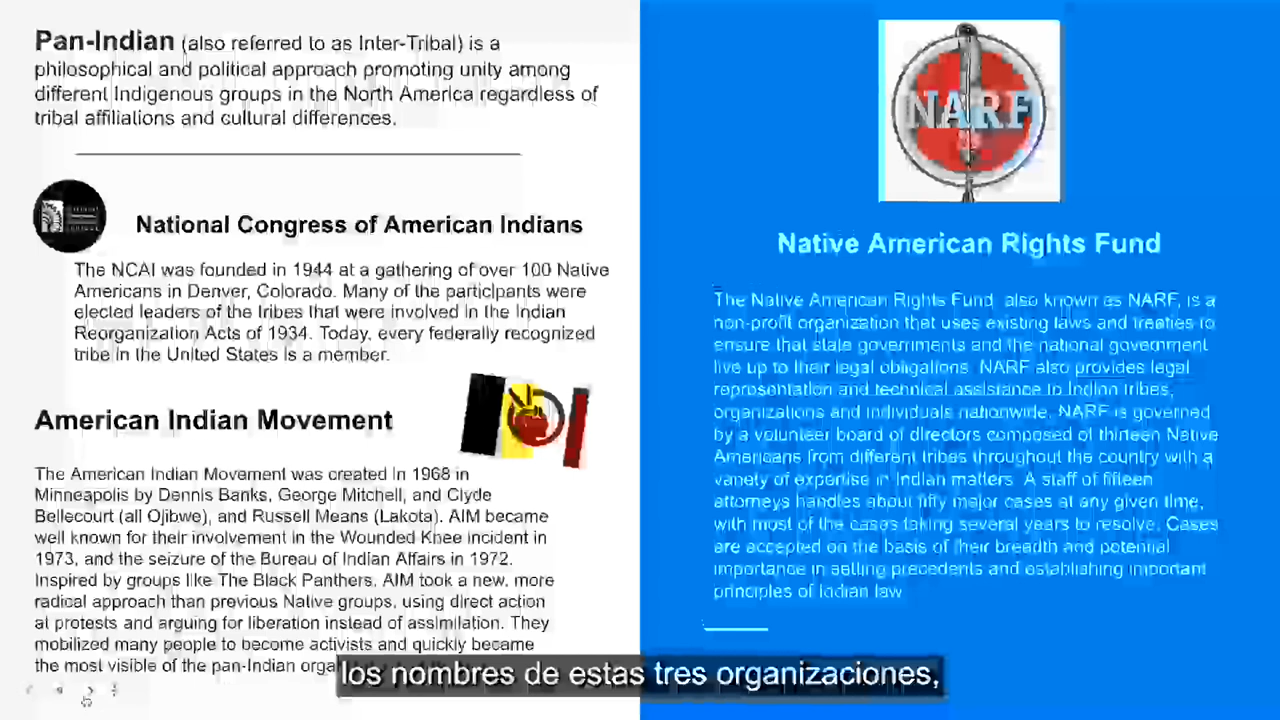 Pan-Indian (also referred to as Inter-Tribal) is a
philosophical and political approach promoting unity among
different Indigenous groups in the North America regardless of
tribal affiliations and cultural differences.
National Congress of American Indians
The NCAI was founded in 1944 at a gathering of over 100 Native
Americans in Denver, Colorado. Many of the participants were
elected leaders of the tribes that were involved in the Indian
Reorganization Acts of 1934. Today, every federally recognized
tribe in the United States is a member.
American Indian Movement
The American Indian Movement was created in 1968 in
Minneapolis by Dennis Banks, George Mitchell, and Clyde
Bellecourt (all Ojibwe), and Russell Means (Lakota). AIM became
well known for their involvement in the Wounded Knee incident in
1973, and the seizure of the Bureau of Indian Affairs in 1972.
Inspired by groups like The Black Panthers, AIM took a new, more
radical approach than previous Native groups, using direct action
at protests and arguing for liberation instead of assimilation. They
mobilized many people to become activists and quickly became
the most visible of the pan-Indian
NARF
Native American Rights Fund
The Native American Rights Fund, also known as NARF, is a
non-profit organization that uses existing laws and treaties to
ensure that state governments and the national government
live up to their legal obligations. NARF also provides legal
representation and technical assistance to Indian tribes,
organizations and individuals nationwide. NARF is governed
by a volunteer board of directors composed of thirteen Native
Americans from different tribes throughout the country with a
variety of expertise in Indian matters. A staff of fifteen
attorneys handles about fifty major cases at any given time,
with most of the cases taking several years to resolve. Cases
are accepted on the basis of their breadth and potential
importance in setting precedents and establishing important
principles of Indian law
los nombres de estas tres organizaciones,